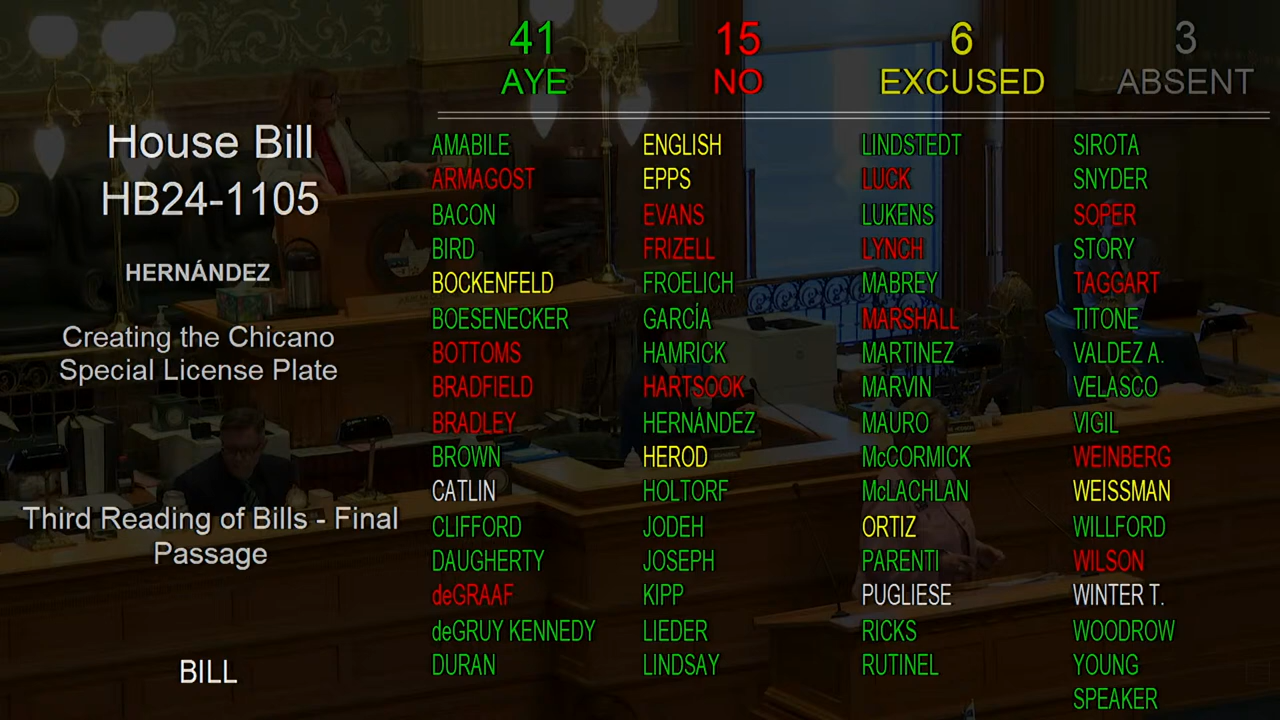 41 15 6 3
AYE NO EXCUSED ABSENT
House Bill
HB24-1105
HERNÁNDEZ
Creating the Chicano
Special License Plate
Third Reading of Bills - Final
Passage
BILL
AMABILE
ARMAGOST
BACON
BIRD
BOCKENFELD
BOESENECKER
BOTTOMS
BRADFIELD
BRADLEY
BROWN
CATLIN
CLIFFORD
DAUGHERTY
deGRAAF
deGRUY KENNEDY
DURAN
ENGLISH
EPPS
EVANS
FRIZELL
FROELICH
GARCÍA
HAMRICK
HARTSOOK
HERNÁNDEZ
HEROD
HOLTORF
JODEH
JOSEPH
KIPP
LIEDER
LINDSAY
LINDSTEDT
LUCK
LUKENS
LYNCH
MABREY
MARSHALL
MARTINEZ
MARVIN
MAURO
McCORMICK
McLACHLAN
ORTIZ
PARENTI
PUGLIESE
RICKS
RUTINEL
SIROTA
SNYDER
SOPER
STORY
TAGGART
TITONE
VALDEZ A.
VELASCO
VIGIL
WEINBERG
WEISSMAN
WILLFORD
WILSON
WINTER T.
WOODROW
YOUNG
SPEAKER